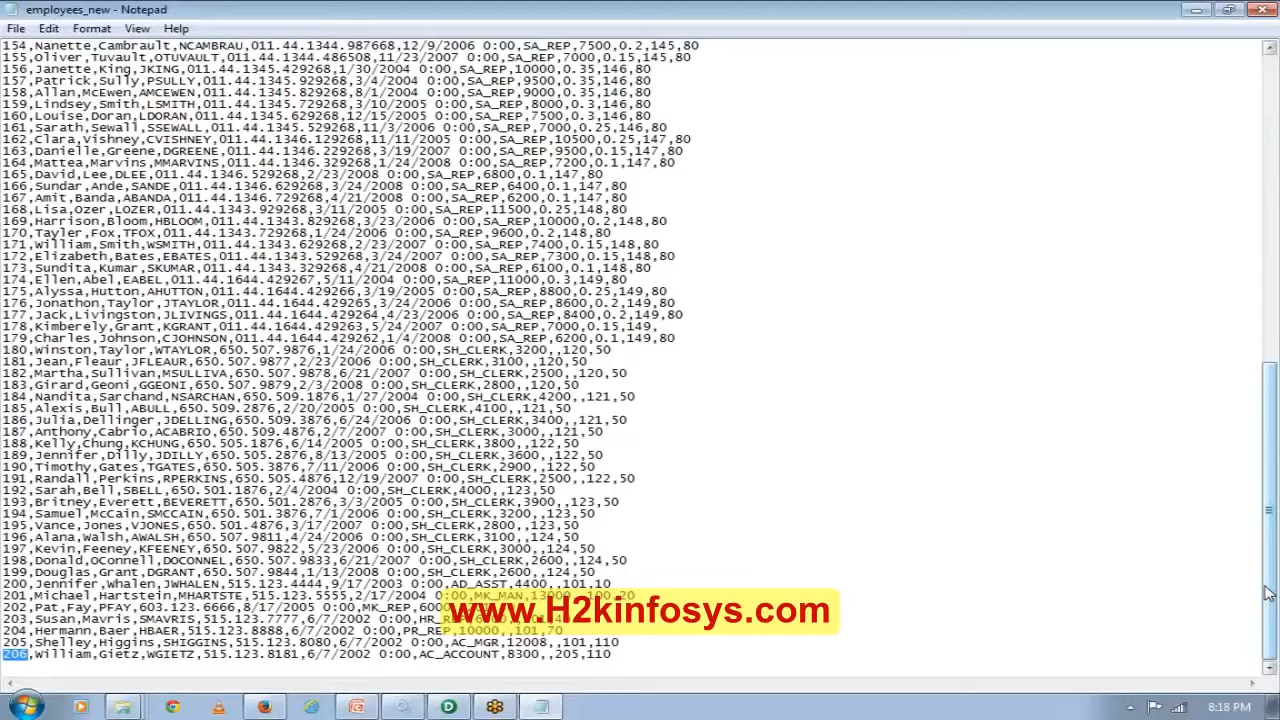 employees_new - Notepad
File Edit Format View Help
154,Nanette,Cambrault,NCAMBRAU,011.44.1344.987668,12/9/2006 0:00,SA_REP,7500,0.2,145,80
155,Oliver,Tuvault,OTUVAULT,011.44.1344.486508,11/23/2007 0:00,SA_REP,7000,0.15,145,80
156,Janette,King,JKING,011.44.1345.429268,1/30/2004 0:00,SA_REP,10000,0.35,146,80
157,Patrick,Sully,PSULLY,011.44.1345.929268,3/4/2004 0:00,SA_REP,9500,0.35,146,80
158,Allan,McEwen,AMCEWEN,011.44.1345.829268,8/1/2004 0:00,SA_REP,9000,0.35,146,80
159,Lindsey,Smith,LSMITH,011.44.1345.729268,3/10/2005 0:00,SA_REP,8000,0.3,146,80
160,Louise,Doran,LDORAN,011.44.1345.629268,12/15/2005 0:00,SA_REP,7500,0.3,146,80
161,Sarath,Sewall,SSEWALL,011.44.1345.529268,11/3/2006 0:00,SA_REP,7000,0.25,146,80
162,Clara,Vishney,CVISHNEY,011.44.1346.129268,11/11/2005 0:00,SA_REP,10500,0.25,147,80
163,Danielle,Greene,DGREENE,011.44.1346.229268,3/19/2007 0:00,SA_REP,9500,0.15,147,80
164,Mattea,Marvins,MMARVINS,011.44.1346.329268,1/24/2008 0:00,SA_REP,7200,0.1,147,80
165,David,Lee,DLEE,011.44.1346.529268,2/23/2008 0:00,SA_REP,6800,0.1,147,80
166,Sundar,Ande,SANDE,011.44.1346.629268,3/24/2008 0:00,SA_REP,6400,0.1,147,80
167,Amit,Banda,ABANDA,011.44.1346.729268,4/21/2008 0:00,SA_REP,6200,0.1,147,80
168,Lisa,Ozer,LOZER,011.44.1343.929268,3/11/2005 0:00,SA_REP,11500,0.25,148,80
169,Harrison,Bloom,HBLOOM,011.44.1343.829268,3/23/2006 0:00,SA_REP,10000,0.2,148,80
170,Tayler,Fox,TFOX,011.44.1343.729268,1/24/2006 0:00,SA_REP,9600,0.2,148,80
171,William,Smith,WSMITH,011.44.1343.629268,2/23/2007 0:00,SA_REP,7400,0.15,148,80
172,Elizabeth,Bates,EBATES,011.44.1343.529268,3/24/2007 0:00,SA_REP,7300,0.15,148,80
173,Sundita,Kumar,SKUMAR,011.44.1343.329268,4/21/2008 0:00,SA_REP,6100,0.1,148,80
174,Ellen,Abel,EABEL,011.44.1644.429267,5/11/2004 0:00,SA_REP,11000,0.3,149,80
175,Alyssa,Hutton,AHUTTON,011.44.1644.429266,3/19/2005 0:00,SA_REP,8800,0.25,149,80
176,Jonathon,Taylor,JTAYLOR,011.44.1644.429265,3/24/2006 0:00,SA_REP,8600,0.2,149,80
177,Jack,Livingston,JLIVINGS,011.44.1644.429264,4/23/2006 0:00,SA_REP,8400,0.2,149,80
178,Kimberely,Grant,KGRANT,011.44.1644.429263,5/24/2007 0:00,SA_REP,7000,0.15,149,
179,Charles,Johnson,CJOHNSON,011.44.1644.429262,1/4/2008 0:00,SA_REP,6200,0.1,149,80
180,Winston,Taylor,WTAYLOR,650.507.9876,1/24/2006 0:00,SH_CLERK,3200,,120,50
181,Jean,Fleaur,JFLEAUR,650.507.9877,2/23/2006 0:00,SH_CLERK,3100,,120,50
182,Martha,Sullivan,MSULLIVA,650.507.9878,6/21/2007 0:00,SH_CLERK,2500,,120,50
183,Girard,Geoni,GGEONI,650.507.9879,2/3/2008 0:00,SH_CLERK,2800,,120,50
184,Nandita,Sarchand,NSARCHAN,650.509.1876,1/27/2004 0:00,SH_CLERK,4200,,121,50
185,Alexis,Bull,ABULL,650.509.2876,2/20/2005 0:00,SH_CLERK,4100,,121,50
186,Julia,Dellinger,JDELLING,650.509.3876,6/24/2006 0:00,SH_CLERK,3400,,121,50
187,Anthony,Cabrio,ACABRIO,650.509.4876,2/7/2007 0:00,SH_CLERK,3000,,121,50
188,Kelly,Chung,KCHUNG,650.505.1876,6/14/2005 0:00,SH_CLERK,3800,,122,50
189,Jennifer,Dilly,JDILLY,650.505.2876,8/13/2005 0:00,SH_CLERK,3600,,122,50
190,Timothy,Gates,TGATES,650.505.3876,7/11/2006 0:00,SH_CLERK,2900,,122,50
191,Randall,Perkins,RPERKINS,650.505.4876,12/19/2007 0:00,SH_CLERK,2500,,122,50
192,Sarah,Bell,SBELL,650.501.1876,2/4/2004 0:00,SH_CLERK,4000,,123,50
193,Britney,Everett,BEVERETT,650.501.2876,3/3/2005 0:00,SH_CLERK,3900,,123,50
194,Samuel,McCain,SMCCAIN,650.501.3876,7/1/2006 0:00,SH_CLERK,3200,,123,50
195,Vance,Jones,VJONES,650.501.4876,3/17/2007 0:00,SH_CLERK,2800,,123,50
196,Alana,Walsh,AWALSH,650.507.9811,4/24/2006 0:00,SH_CLERK,3100,,124,50
197,Kevin,Feeney,KFEENEY,650.507.9822,5/23/2006 0:00,SH_CLERK,3000,,124,50
198,Donald,OConnell,DOCONNEL,650.507.9833,6/21/2007 0:00,SH_CLERK,2600,,124,50
199,Douglas,Grant,DGRANT,650.507.9844,1/13/2008 0:00,SH_CLERK,2600,,124,50
200,Jennifer,Whalen,JWHALEN,515.123.4444,9/17/2003 0:00,AD_ASST,4400,,101,10
201,Michael,Hartstein,MHARTSTE,515.123.5555,2/17/2004 0:00,MK_MAN,13000,,100,20
202,Pat,Fay,PFAY,603.123.6666,8/17/2005 0:00,MK_REP,6000
203,Susan,Mavris,SMAVRIS,515.123.7777,6/7/2002 0:00,HR_REP
204,Hermann,Baer,HBAER,515.123.8888,6/7/2002 0:00,PR_REP,10000,,101,70
205,Shelley,Higgins,SHIGGINS,515.123.8080,6/7/2002 0:00,AC_MGR,12008,,101,110
206,William,Gietz,WGIETZ,515.123.8181,6/7/2002 0:00,AC_ACCOUNT,8300,,205,110
www.H2kinfosys.com
8:18 PM